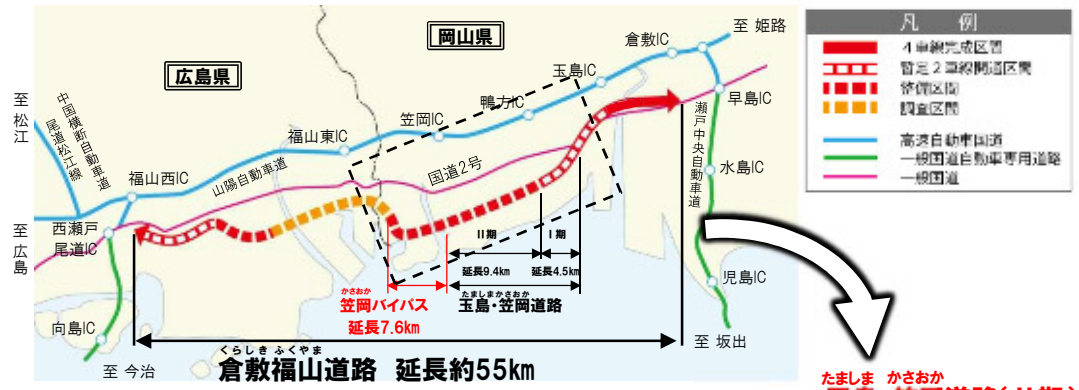 岡山県
広島県
至 姫路
倉敷IC
玉島IC
鴨方IC
笠岡IC
福山東IC
福山西IC
山陽自動車道
国道2号
早島IC
瀬戸中央自動車道
水島IC
児島IC
至 坂出
至松江
中国横断自動車道
尾道松江線
至広島
西瀬戸
尾道IC
向島IC
至 今治
II期
I期
延長9.4km
延長4.5km
かさおか
笠岡バイパス
延長7.6km
たましまかさおか
玉島・笠岡道路
くらしき ふくやま
倉敷福山道路 延長約55km
凡 例
4車線完成区間
暫定2車線開通区間
整備区間
調査区間
高速自動車国道
一般国道自動車専用道路
一般国道
たましま かさおか